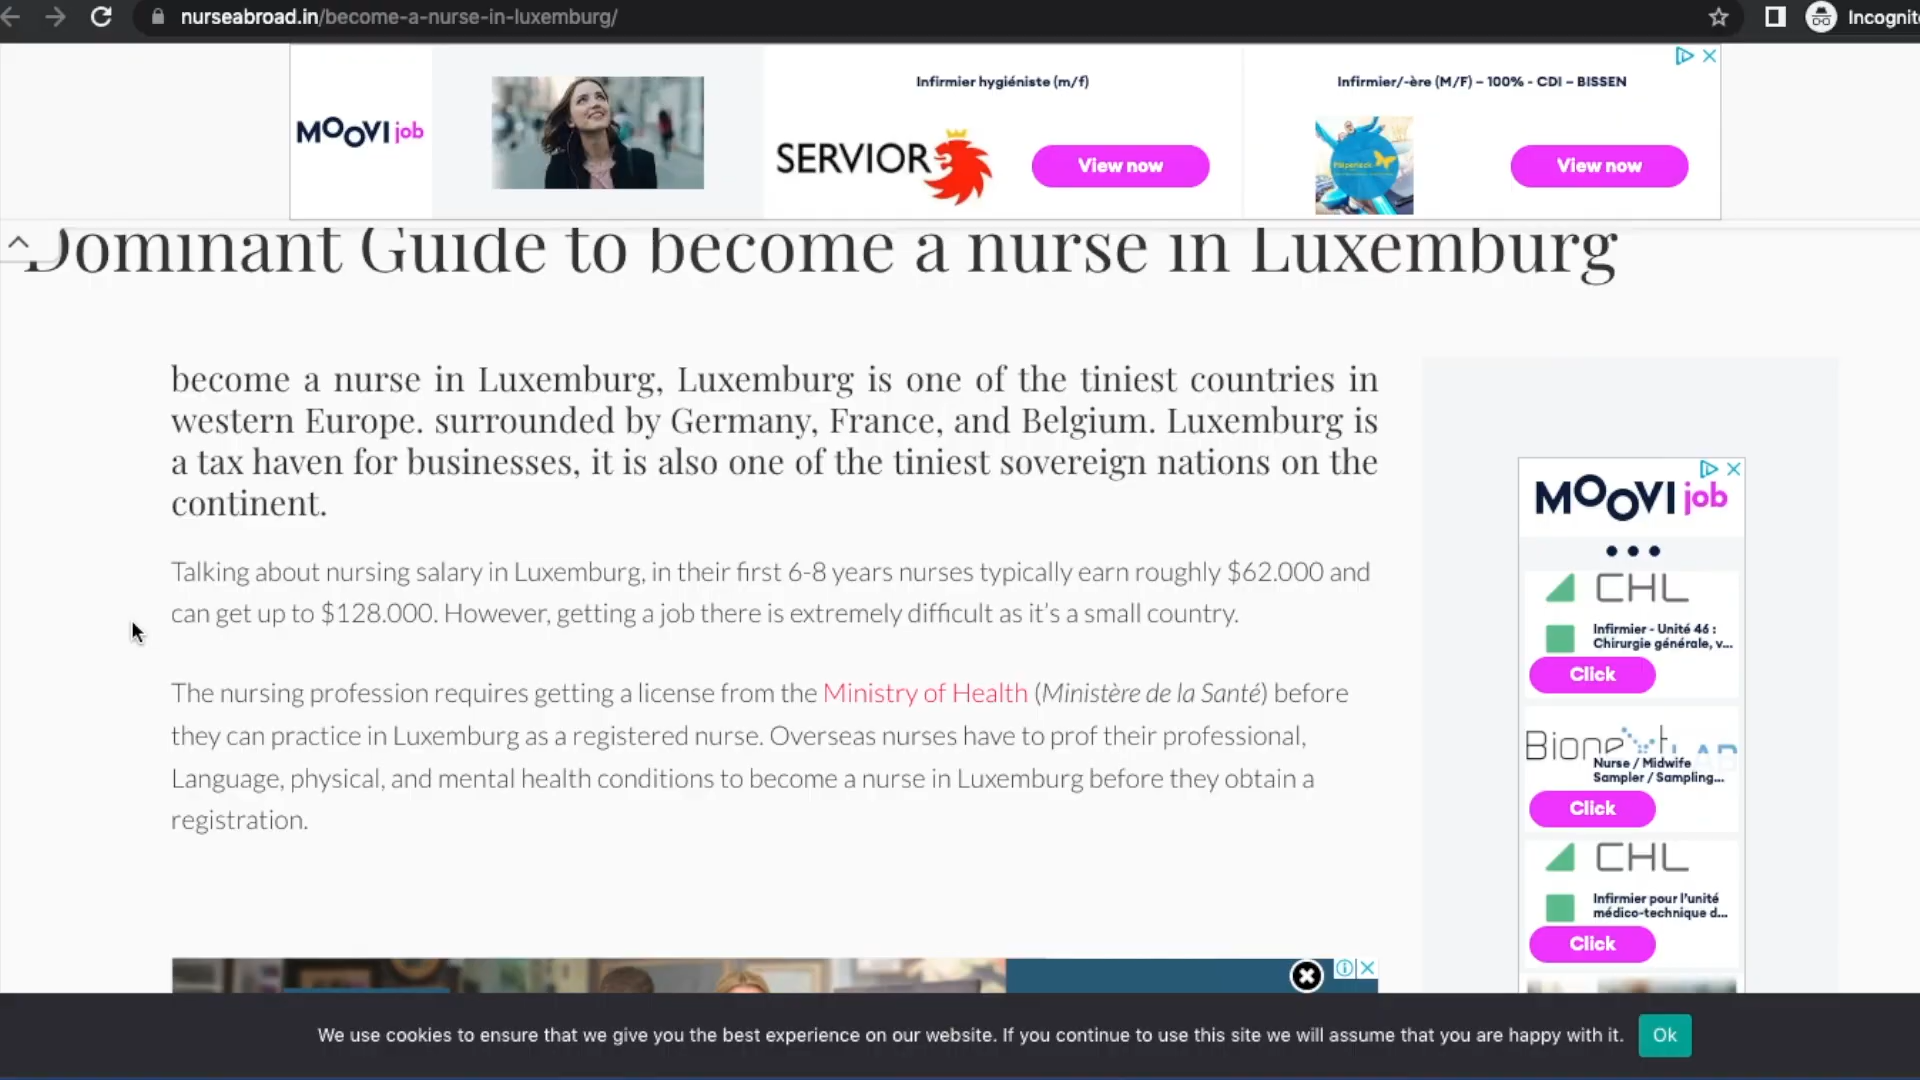 nurseabroad.in/become-a-nurse-in-luxemburg/
Incognit
MOOVI job
Infirmier hygiéniste (m/f)
SERVIOR
View now
Infirmier/-ère (M/F) – 100% - CDI – BISSEN
View now
Dominant Guide to become a nurse in Luxemburg
become a nurse in Luxemburg, Luxemburg is one of the tiniest countries in
western Europe. surrounded by Germany, France, and Belgium. Luxemburg is
a tax haven for businesses, it is also one of the tiniest sovereign nations on the
continent.
Talking about nursing salary in Luxemburg, in their first 6-8 years nurses typically earn roughly $62.000 and
can get up to $128.000. However, getting a job there is extremely difficult as it’s a small country.
The nursing profession requires getting a license from the Ministry of Health (Ministère de la Santé) before
they can practice in Luxemburg as a registered nurse. Overseas nurses have to prof their professional,
Language, physical, and mental health conditions to become a nurse in Luxemburg before they obtain a
registration.
MOOVI job
CHL
Infirmier - Unité 46 :
Chirurgie générale, v...
Click
Bionext LAB
Nurse / Midwife
Sampler / Sampling...
Click
CHL
Infirmier pour l'unité
médico-technique d...
Click
We use cookies to ensure that we give you the best experience on our website. If you continue to use this site we will assume that you are happy with it.
Ok